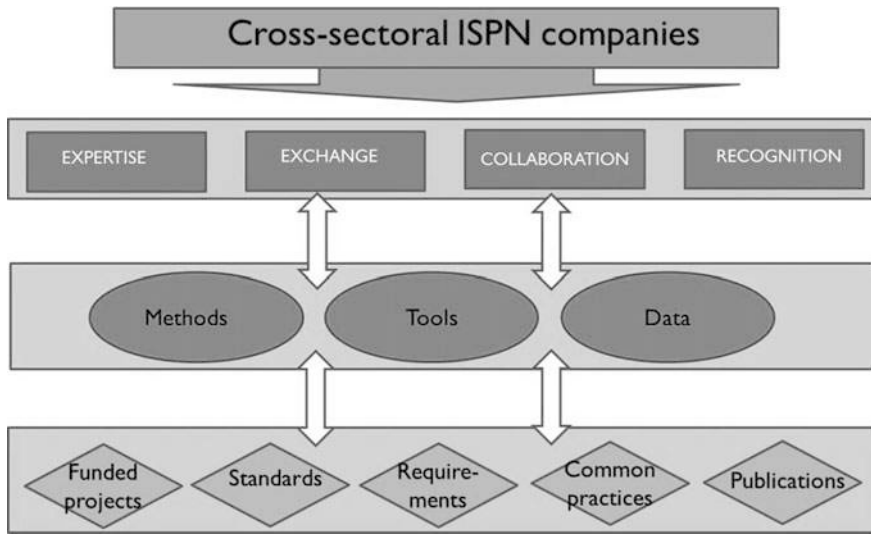 Cross-sectoral ISPN companies
EXPERTISE
EXCHANGE
COLLABORATION
RECOGNITION
Methods
Tools
Data
Funded
projects
Standards
Require-
ments
Common
practices
Publications